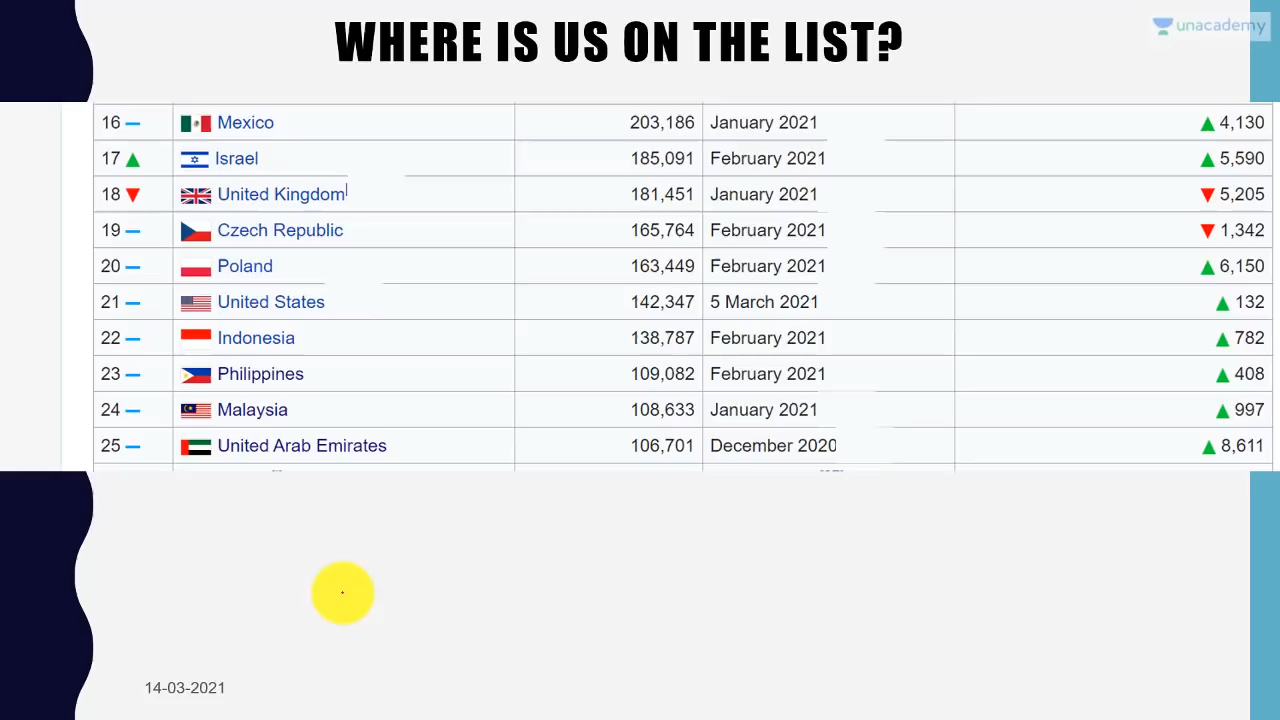 WHERE IS US ON THE LIST?
unacademy
16 Mexico 203,186 January 2021 4,130
17 Israel 185,091 February 2021 5,590
18 United Kingdom 181,451 January 2021 5,205
19 Czech Republic 165,764 February 2021 1,342
20 Poland 163,449 February 2021 6,150
21 United States 142,347 5 March 2021 132
22 Indonesia 138,787 February 2021 782
23 Philippines 109,082 February 2021 408
24 Malaysia 108,633 January 2021 997
25 United Arab Emirates 106,701 December 2020 8,611
14-03-2021